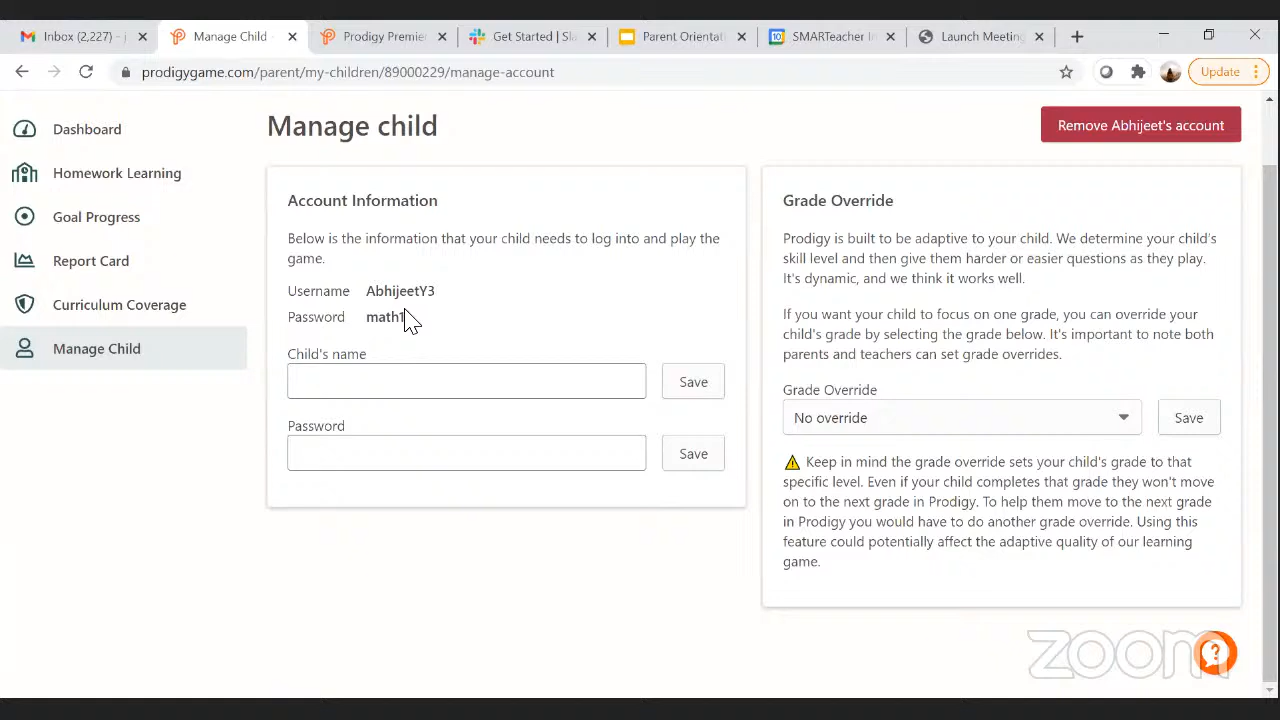 Inbox (2,227) -
Manage Child -
Prodigy Premie
Get Started | Sla
Parent Orientati
SMARTeacher In
Launch Meeting
prodigygame.com/parent/my-children/89000229/manage-account
Update
Dashboard
Homework Learning
Goal Progress
Report Card
Curriculum Coverage
Manage Child
Manage child
Remove Abhijeet's account
Account Information
Below is the information that your child needs to log into and play the
game.
Username AbhijeetY3
Password
Child's name
Save
Password
Save
Grade Override
Prodigy is built to be adaptive to your child. We determine your child's
skill level and then give them harder or easier questions as they play.
It's dynamic, and we think it works well.
If you want your child to focus on one grade, you can override your
child's grade by selecting the grade below. It's important to note both
parents and teachers can set grade overrides.
Grade Override
No override
Save
⚠ Keep in mind the grade override sets your child's grade to that
specific level. Even if your child completes that grade they won't move
on to the next grade in Prodigy. To help them move to the next grade
in Prodigy you would have to do another grade override. Using this
feature could potentially affect the adaptive quality of our learning
game.
zoom